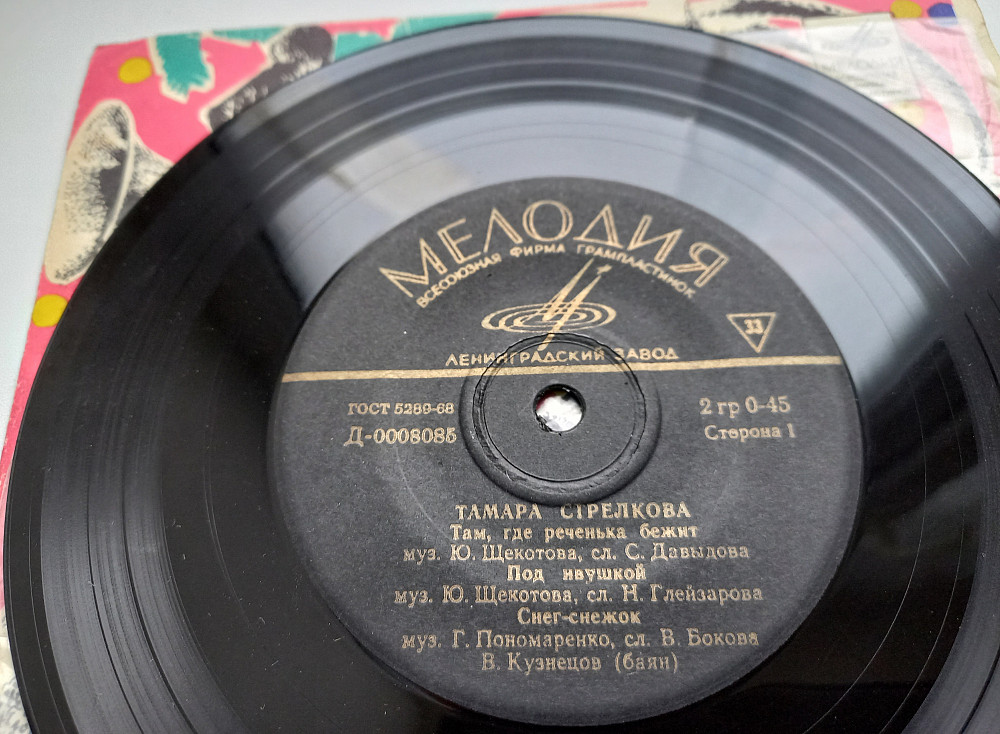 МЕЛОДИЯ
ВСЕСОЮЗНАЯ ФИРМА ГРАМПЛАСТИНОК
33
ЛЕНИНГРАДСКИЙ ЗАВОД
ГОСТ 5289-68
2 гр 0-45
Д-0008085
Сторона 1
ТАМАРА СТРЕЛКОВА
Там, где реченька бежит
муз. Ю. Щекотова, сл. С. Давыдова
Под ивушкой
муз. Ю. Щекотова, сл. Н. Глейзарова
Снег-снежок
муз. Г. Пономаренко, сл. В. Бокова
В. Кузнецов (баян)